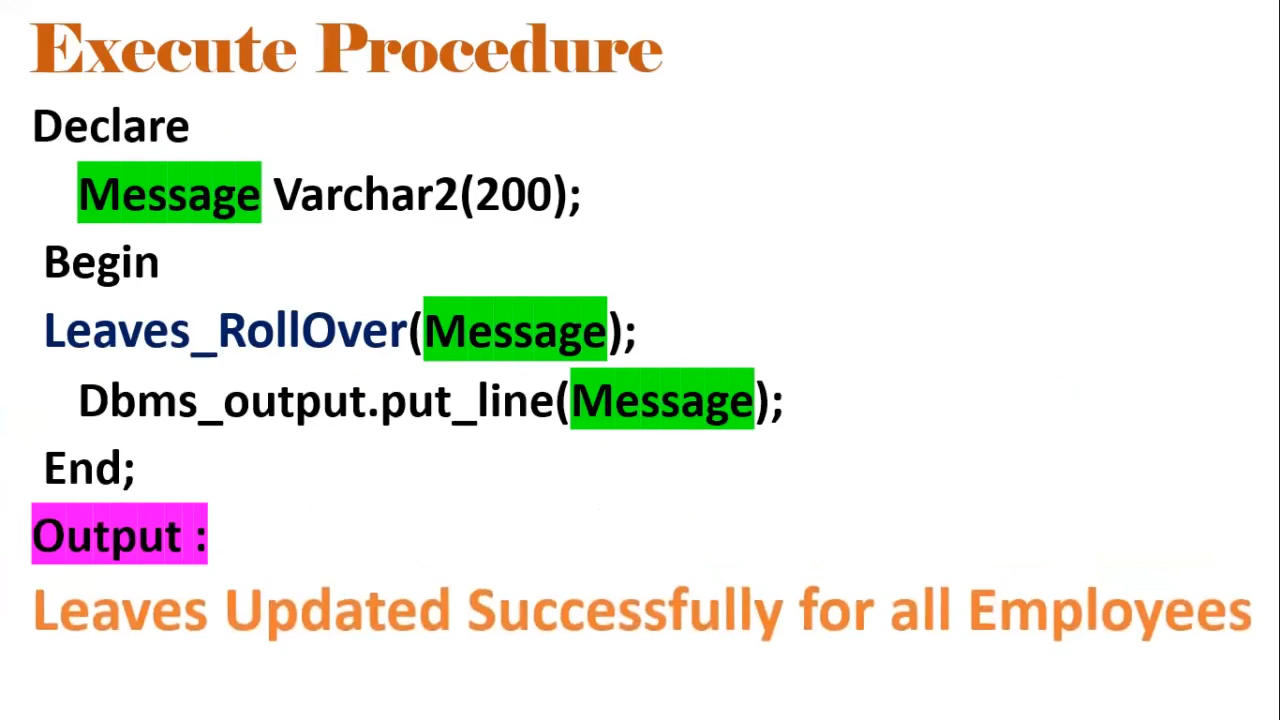 Execute Procedure
Declare
Message Varchar2(200);
Begin
Leaves_RollOver(Message);
Dbms_output.put_line(Message);
End;
Output :
Leaves Updated Successfully for all Employees